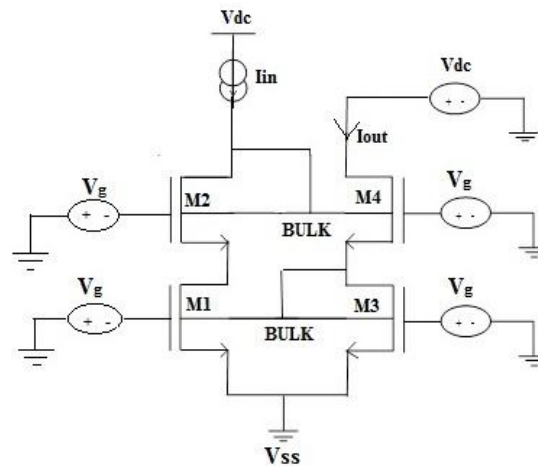 Vdc
Iin
Vdc
+ -
Iout
Vg
+ -
M2
M4
Vg
+ -
BULK
Vg
+ -
M1
M3
Vg
+ -
BULK
Vss